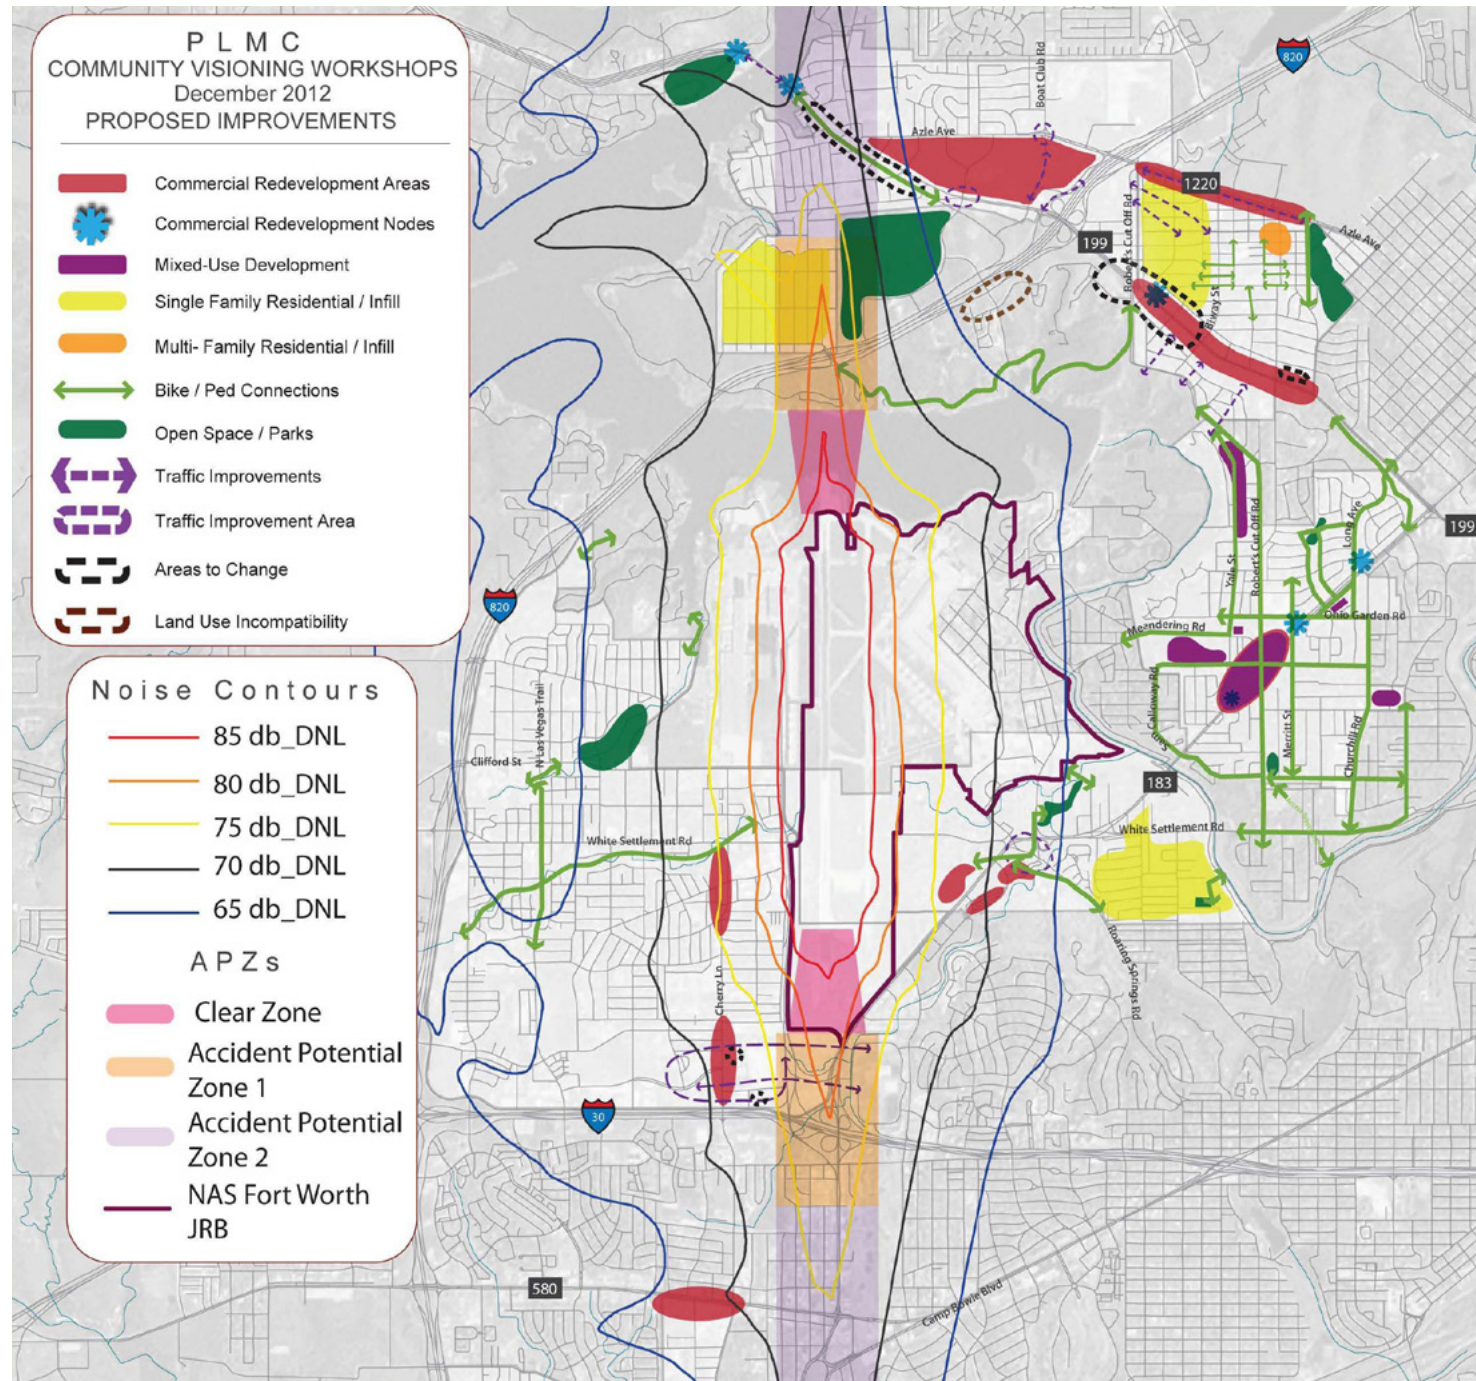 P L M C
COMMUNITY VISIONING WORKSHOPS
December 2012
PROPOSED IMPROVEMENTS
Commercial Redevelopment Areas
Commercial Redevelopment Nodes
Mixed-Use Development
Single Family Residential / Infill
Multi- Family Residential / Infill
Bike / Ped Connections
Open Space / Parks
Traffic Improvements
Traffic Improvement Area
Areas to Change
Land Use Incompatibility
Noise Contours
85 db_DNL
80 db_DNL
75 db_DNL
70 db_DNL
65 db_DNL
APZs
Clear Zone
Accident Potential
Zone 1
Accident Potential
Zone 2
NAS Fort Worth
JRB
820
Boat Club Rd
Azle Ave
1220
Robert's Cut Off Rd
Azle Ave
199
Biway St
199
Long Ave
Yale St
Robert's Cut Off Rd
820
Ohio Garden Rd
Meandering Rd
Sam Calloway Rd
Merritt St
Churchill Rd
N Las Vegas Trail
Clifford St
183
White Settlement Rd
White Settlement Rd
Roaring Springs Rd
Cherry Ln
30
580
Camp Bowie Blvd